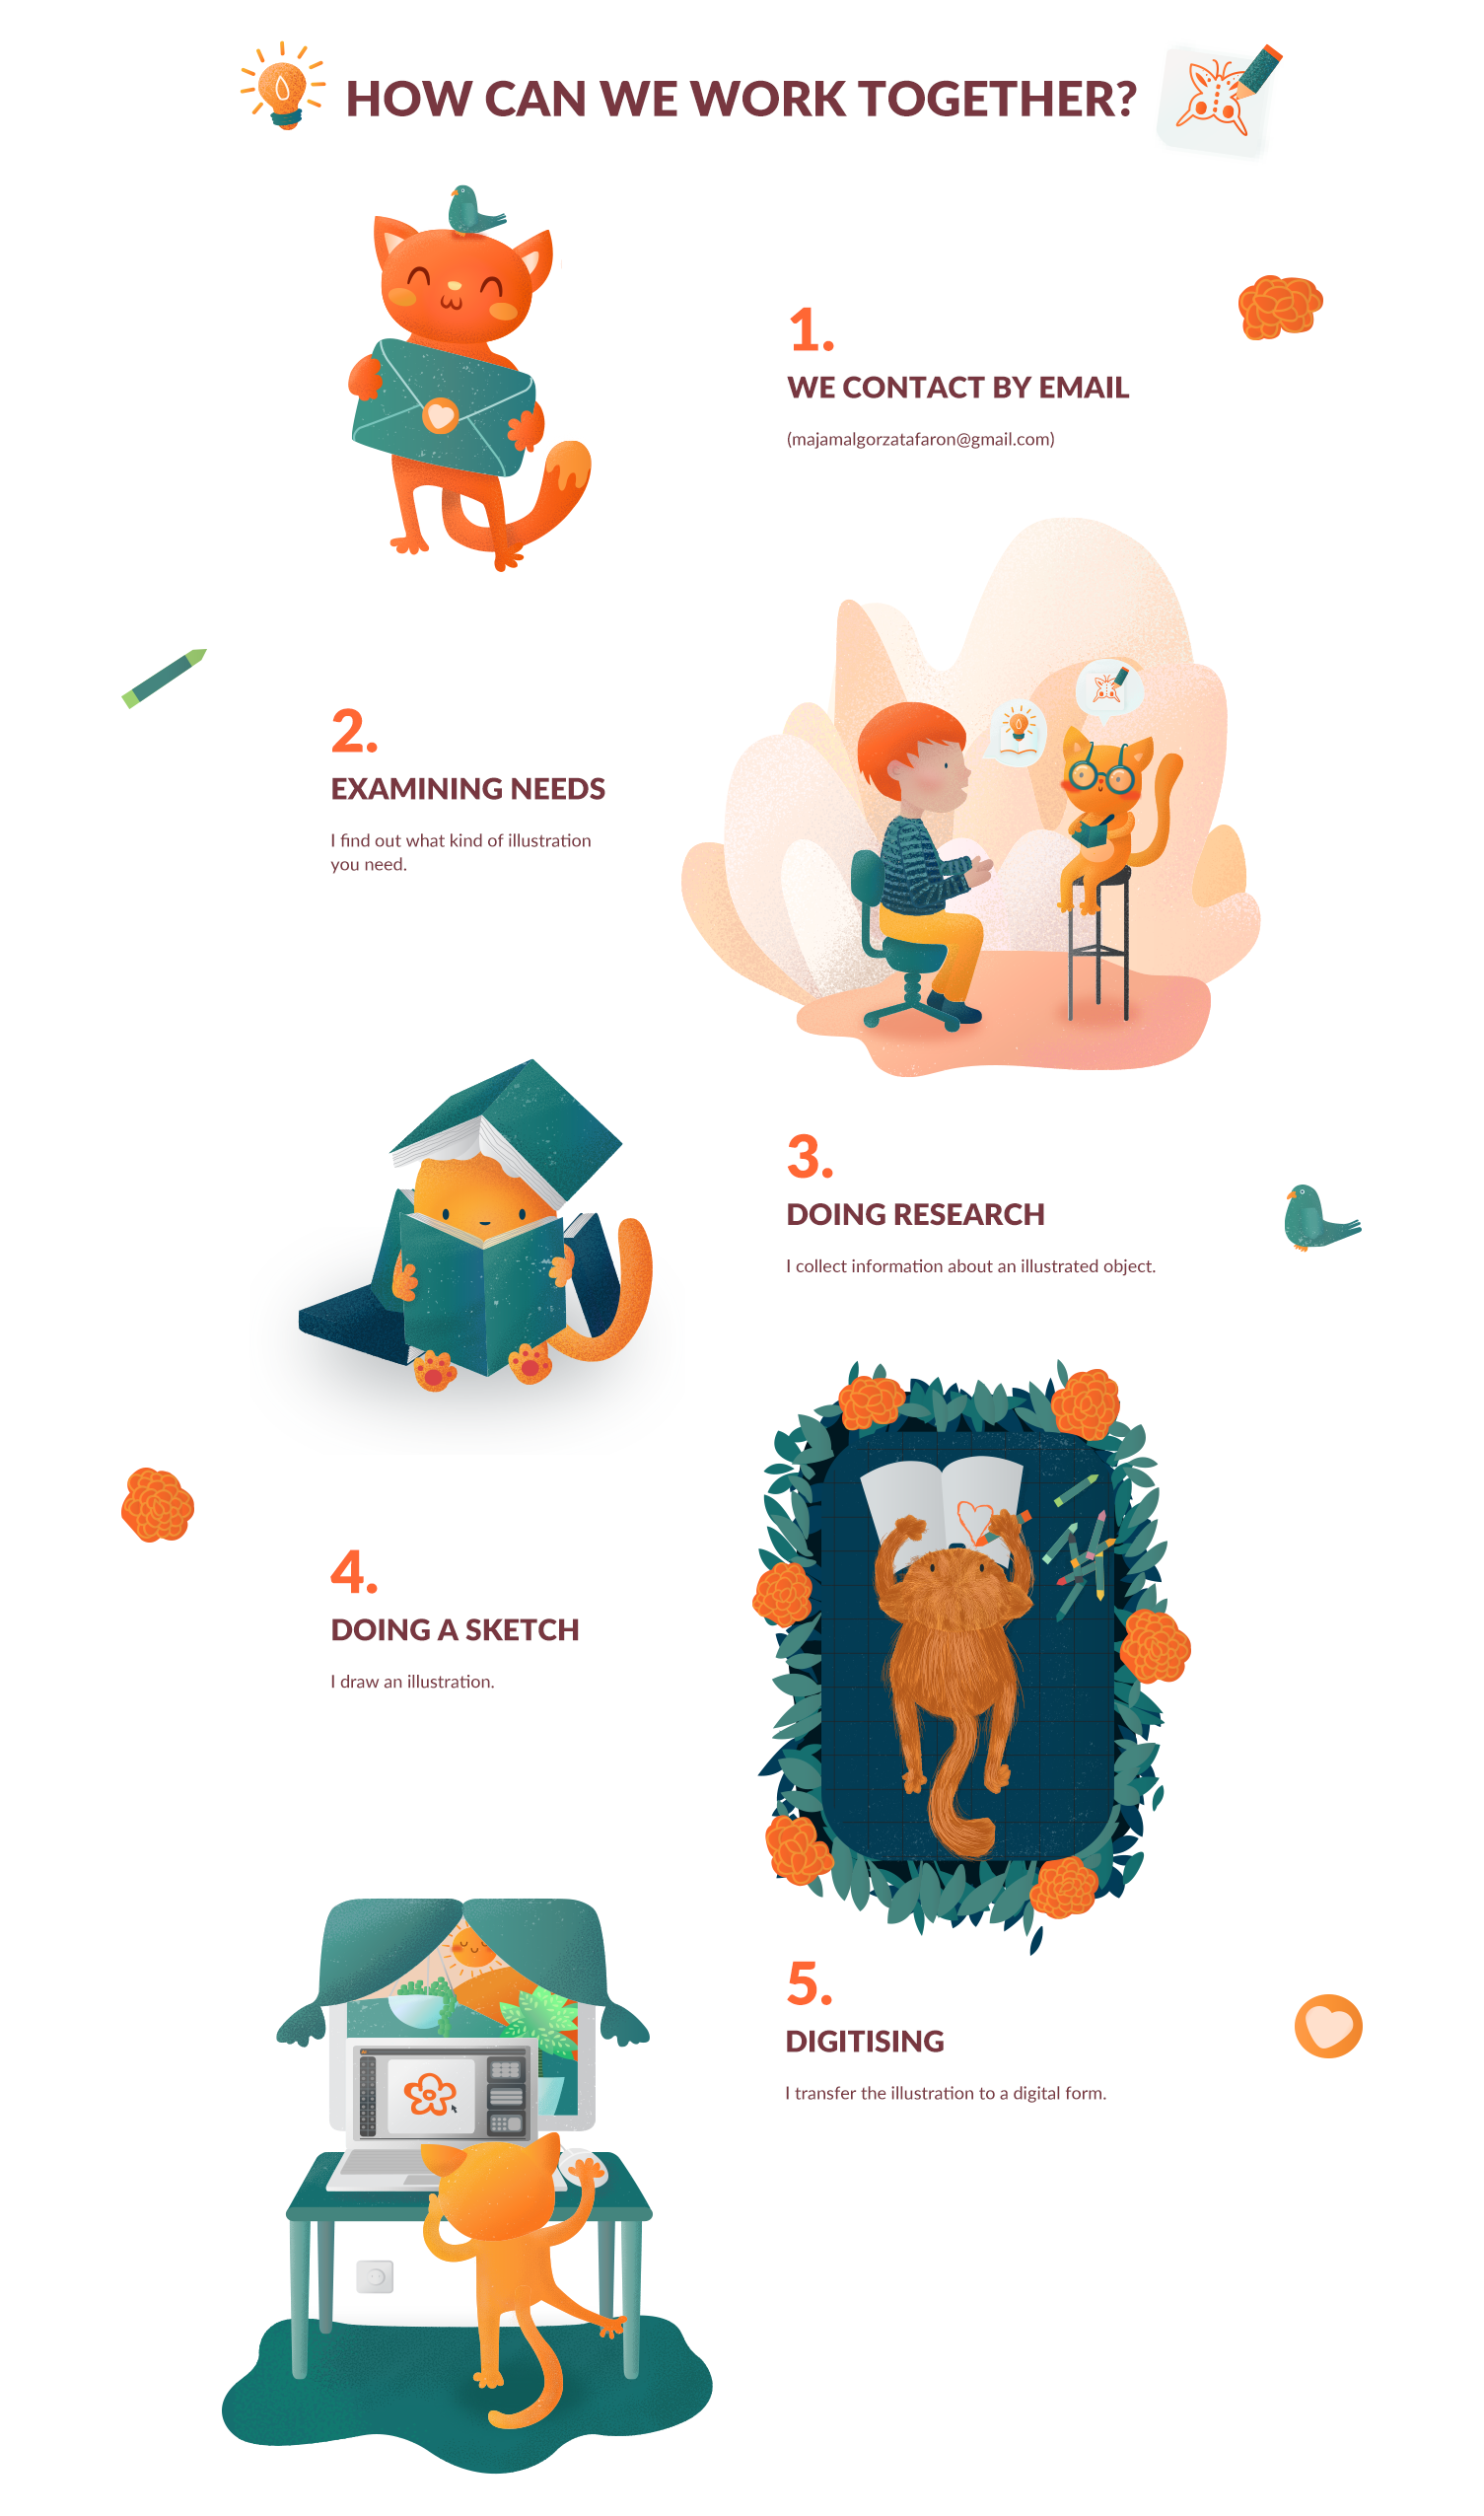 HOW CAN WE WORK TOGETHER?
1.
WE CONTACT BY EMAIL
(majamalgorzatafaron@gmail.com)
2.
EXAMINING NEEDS
I find out what kind of illustration
you need.
3.
DOING RESEARCH
I collect information about an illustrated object.
4.
DOING A SKETCH
I draw an illustration.
5.
DIGITISING
I transfer the illustration to a digital form.